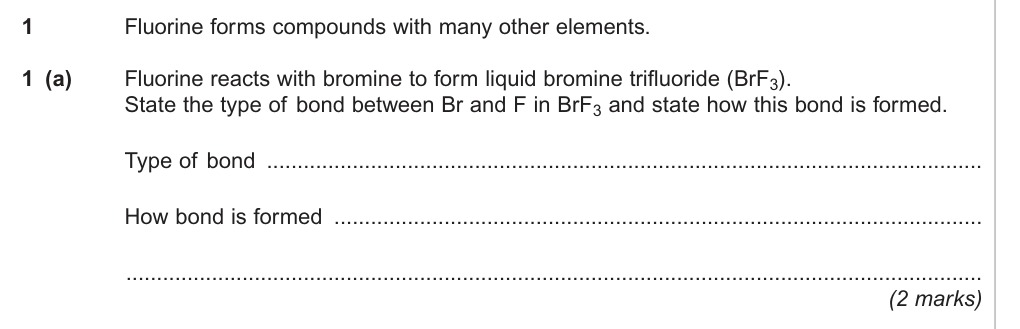 1 Fluorine forms compounds with many other elements.
1 (a) Fluorine reacts with bromine to form liquid bromine trifluoride (BrF₃).
State the type of bond between Br and F in BrF₃ and state how this bond is formed.
Type of bond ........................................................................................................................
How bond is formed .............................................................................................................
................................................................................................................................................
(2 marks)